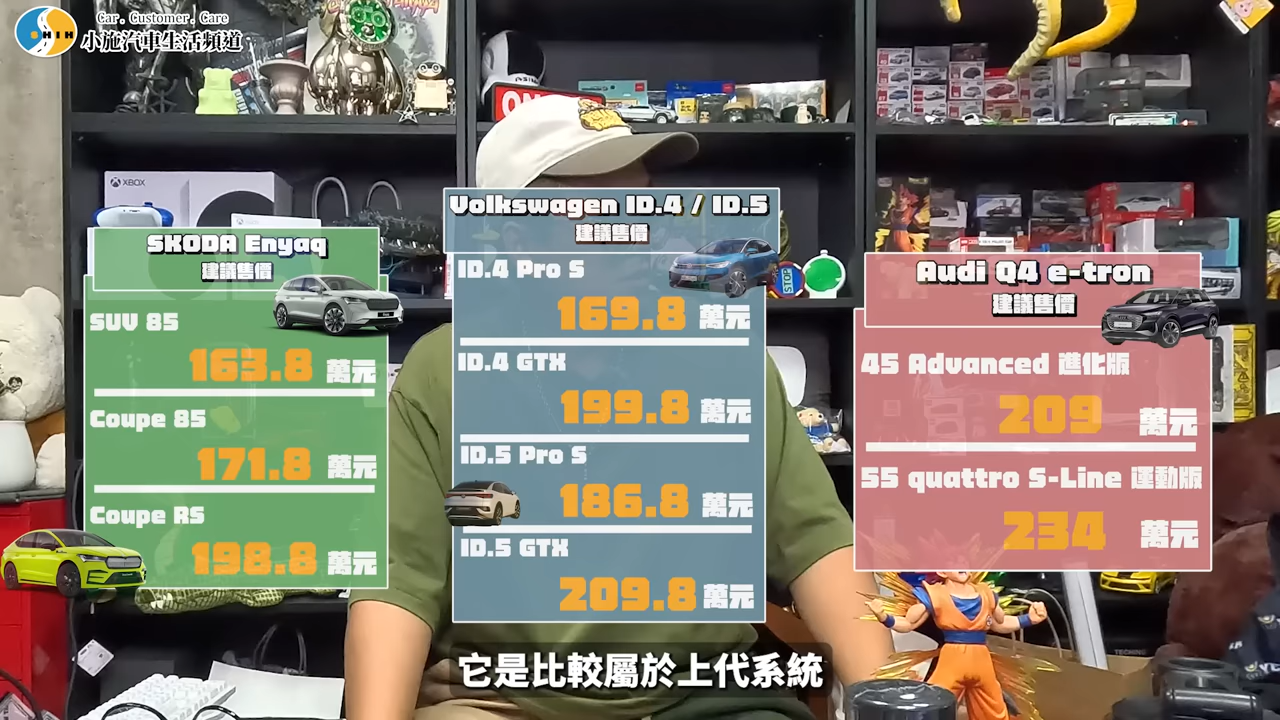 Car . Customer . Care
SHIH
小施汽車生活頻道
XBOX
STOP
SKODA Enyaq
建議售價
SUV 85
163.8 萬元
Coupe 85
171.8 萬元
Coupe RS
198.8 萬元
Volkswagen ID.4 / ID.5
建議售價
ID.4 Pro S
169.8 萬元
ID.4 GTX
199.8 萬元
ID.5 Pro S
186.8 萬元
ID.5 GTX
209.8 萬元
Audi Q4 e-tron
建議售價
45 Advanced 進化版
209 萬元
55 quattro S-Line 運動版
234 萬元
它是比較屬於上代系統